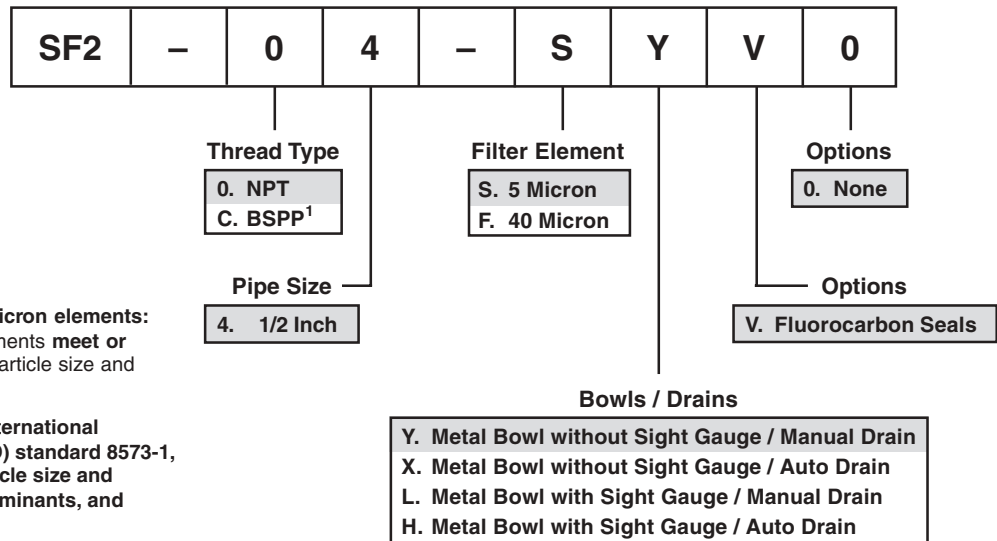 SF2 – 0 4 – S Y V 0
Thread Type
0. NPT
C. BSPP¹
Filter Element
S. 5 Micron
F. 40 Micron
Options
0. None
Pipe Size
4. 1/2 Inch
Options
V. Fluorocarbon Seals
icron elements:
nents meet or
article size and
ternational
) standard 8573-1,
cle size and
minants, and
Bowls / Drains
Y. Metal Bowl without Sight Gauge / Manual Drain
X. Metal Bowl without Sight Gauge / Auto Drain
L. Metal Bowl with Sight Gauge / Manual Drain
H. Metal Bowl with Sight Gauge / Auto Drain